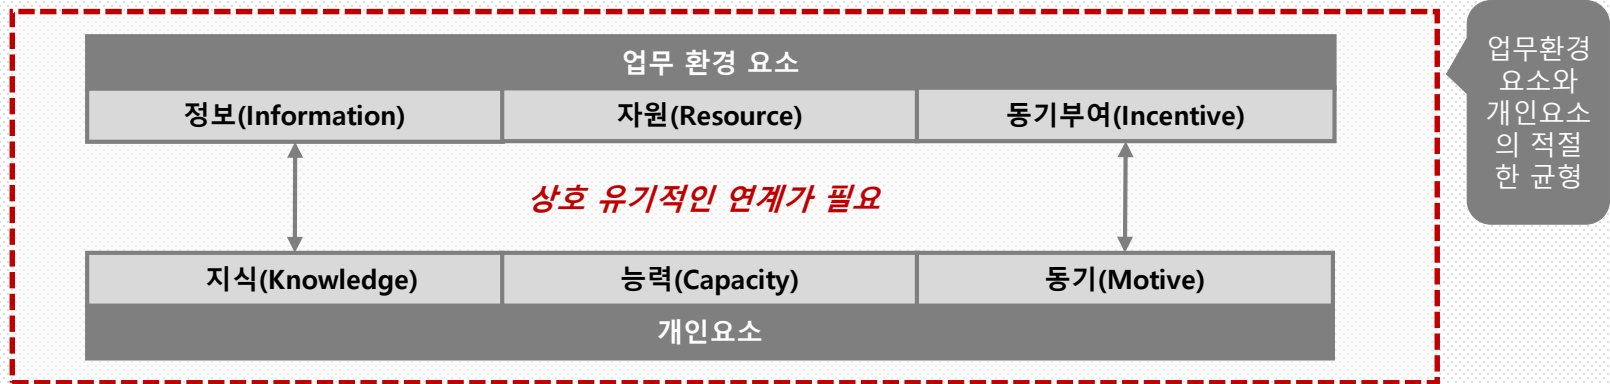 업무 환경 요소
정보(Information) 자원(Resource) 동기부여(Incentive)
상호 유기적인 연계가 필요
지식(Knowledge) 능력(Capacity) 동기(Motive)
개인요소
업무환경
요소와
개인요소
의 적절
한 균형